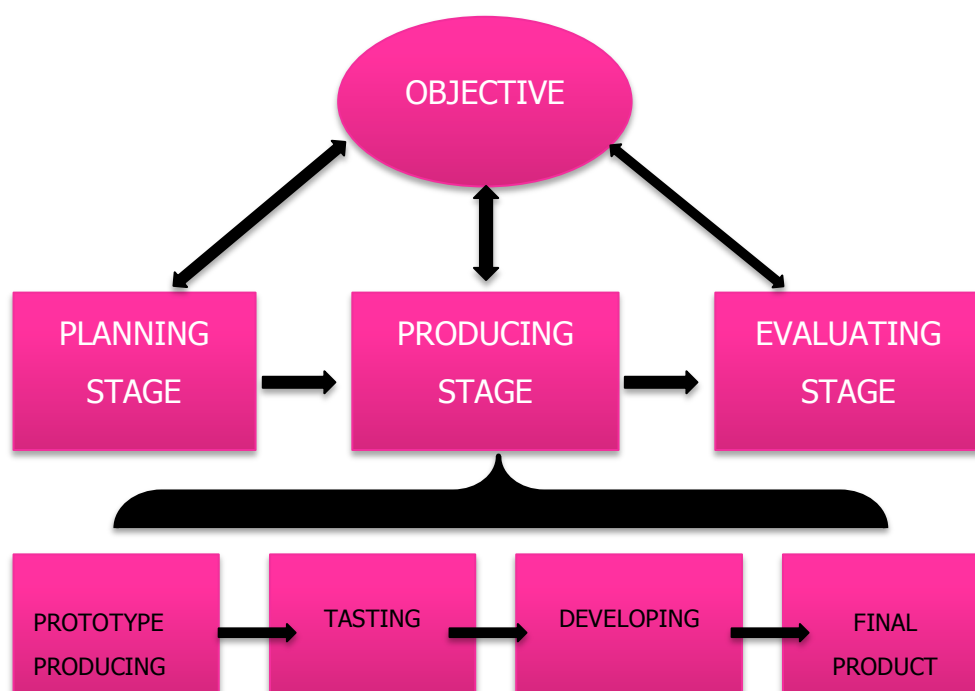 OBJECTIVE
PLANNING
STAGE
PRODUCING
STAGE
EVALUATING
STAGE
PROTOTYPE
PRODUCING
TASTING
DEVELOPING
FINAL
PRODUCT